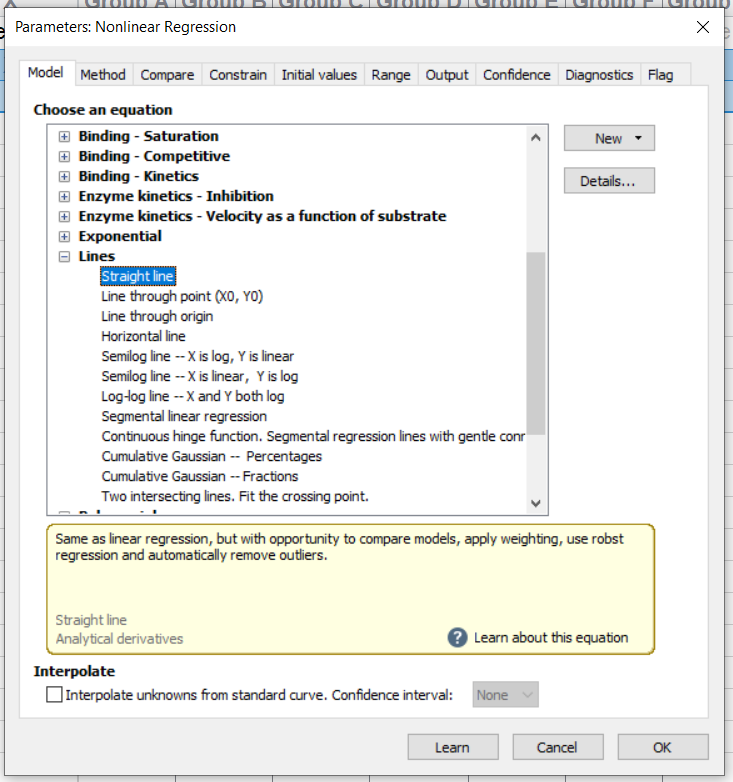 Group A Group B Group C Group D Group E Group F Group
Parameters: Nonlinear Regression
Model Method Compare Constrain Initial values Range Output Confidence Diagnostics Flag
Choose an equation
Binding - Saturation
Binding - Competitive
Binding - Kinetics
Enzyme kinetics - Inhibition
Enzyme kinetics - Velocity as a function of substrate
Exponential
Lines
Straight line
Line through point (X0, Y0)
Line through origin
Horizontal line
Semilog line -- X is log, Y is linear
Semilog line -- X is linear, Y is log
Log-log line -- X and Y both log
Segmental linear regression
Continuous hinge function. Segmental regression lines with gentle conr
Cumulative Gaussian -- Percentages
Cumulative Gaussian -- Fractions
Two intersecting lines. Fit the crossing point.
New
Details...
Same as linear regression, but with opportunity to compare models, apply weighting, use robst
regression and automatically remove outliers.
Straight line
Analytical derivatives
? Learn about this equation
Interpolate
Interpolate unknowns from standard curve. Confidence interval: None
Learn Cancel OK